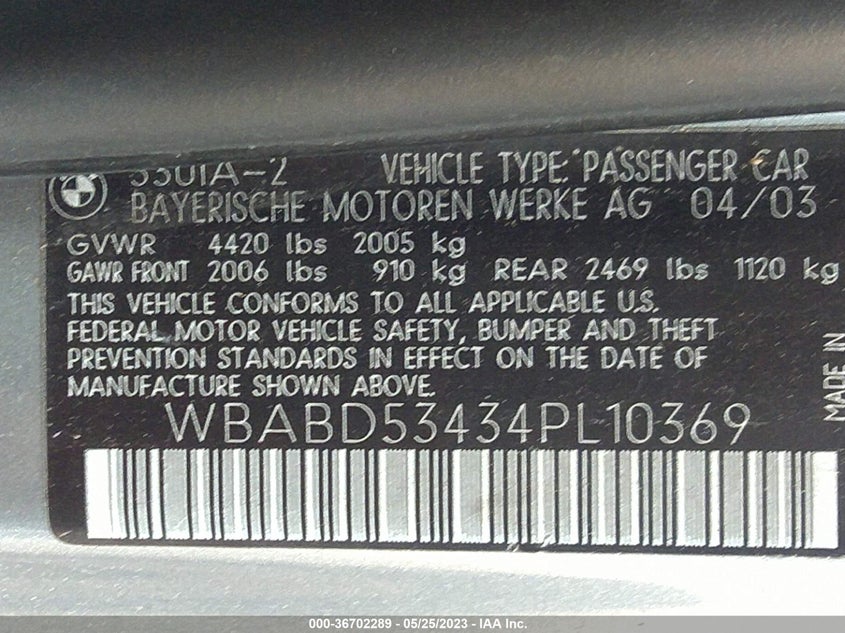 330IA-2 VEHICLE TYPE: PASSENGER CAR
BAYERISCHE MOTOREN WERKE AG 04/03
GVWR 4420 lbs 2005 kg
GAWR FRONT 2006 lbs 910 kg REAR 2469 lbs 1120 kg
THIS VEHICLE CONFORMS TO ALL APPLICABLE U.S.
FEDERAL MOTOR VEHICLE SAFETY, BUMPER AND THEFT
PREVENTION STANDARDS IN EFFECT ON THE DATE OF
MANUFACTURE SHOWN ABOVE.
MADE IN
WBABD53434PL10369
000-36702289 - 05/25/2023 - IAA Inc.